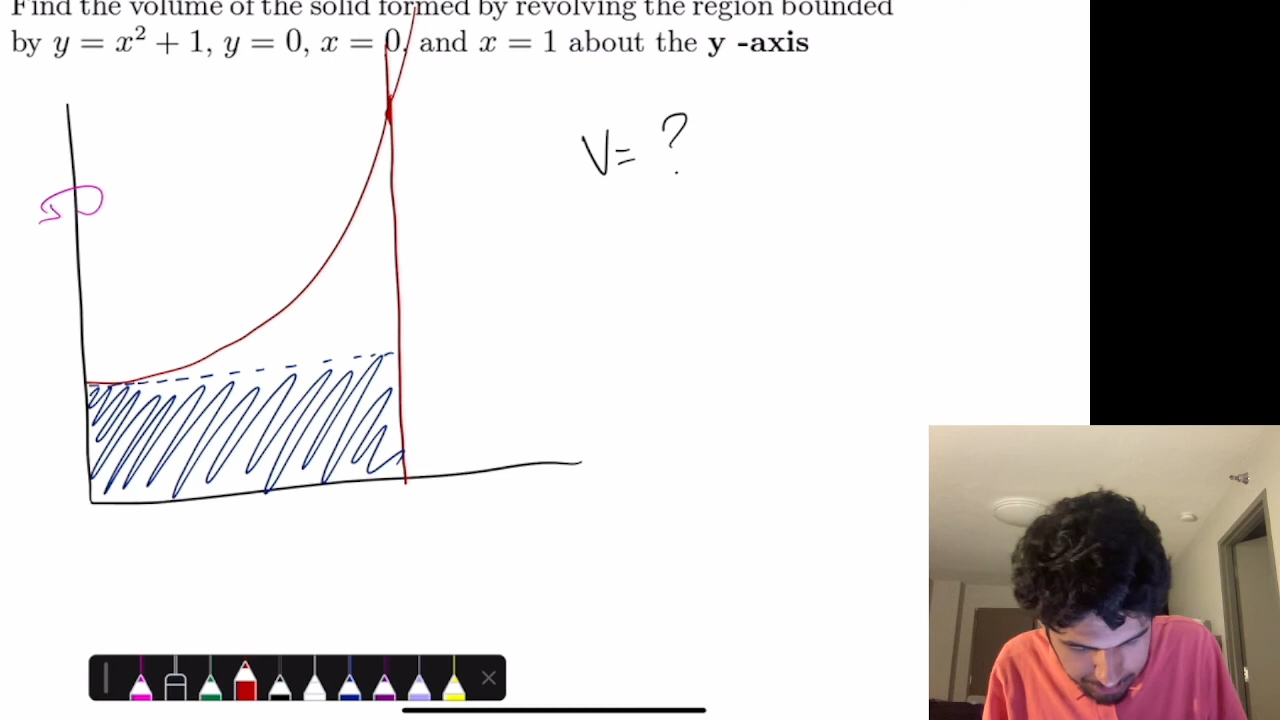 Find the volume of the solid formed by revolving the region bounded
by y = x² + 1, y = 0, x = 0, and x = 1 about the y -axis
V= ?